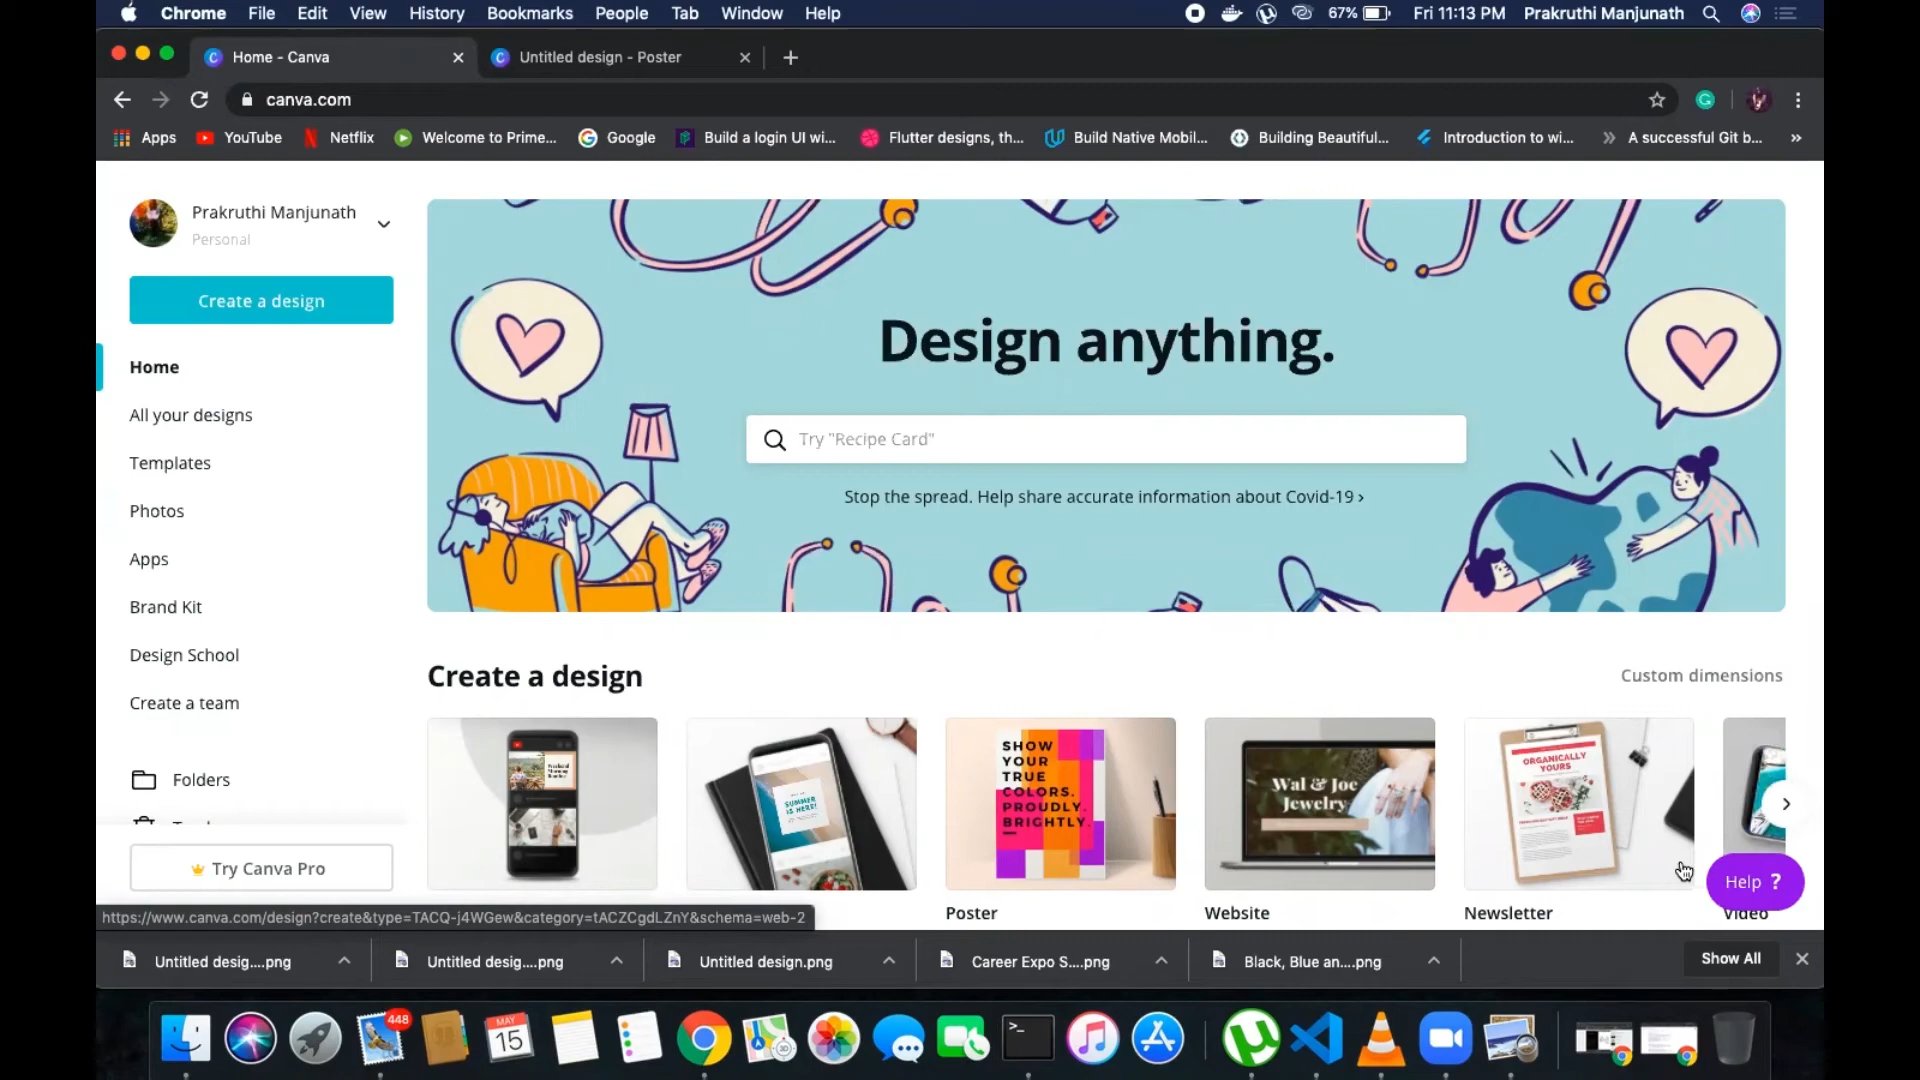 Chrome File Edit View History Bookmarks People Tab Window Help 67% Fri 11:13 PM Prakruthi Manjunath
Home - Canva Untitled design - Poster
canva.com
Apps YouTube Netflix Welcome to Prime... Google Build a login UI wi... Flutter designs, th... Build Native Mobil... Building Beautiful... Introduction to wi... A successful Git b...
Prakruthi Manjunath
Personal
Create a design
Home
All your designs
Templates
Photos
Apps
Brand Kit
Design School
Create a team
Folders
Try Canva Pro
Design anything.
Try "Recipe Card"
Stop the spread. Help share accurate information about Covid-19 ›
Create a design
Custom dimensions
SUMMER
IS HERE!
SHOW
YOUR
TRUE
COLORS.
PROUDLY.
BRIGHTLY.
Wal & Joe
Jewelry
ORGANICALLY
YOURS
Poster
Website
Newsletter
Video
Help ?
https://www.canva.com/design?create&type=TACQ-j4WGew&category=tACZCgdLZnY&schema=web-2
Untitled desig....png Untitled desig....png Untitled design.png Career Expo S....png Black, Blue an....png Show All
448
MAY
15